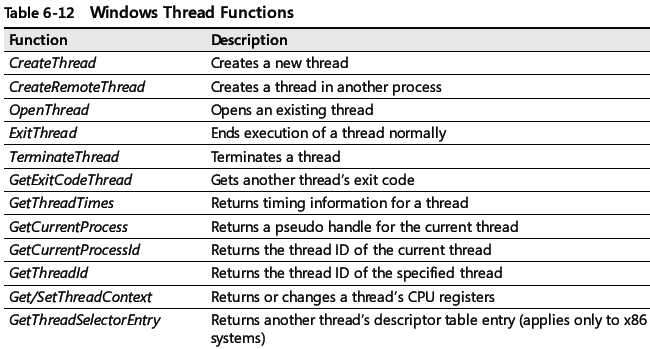 Table 6-12 Windows Thread Functions
Function Description
CreateThread Creates a new thread
CreateRemoteThread Creates a thread in another process
OpenThread Opens an existing thread
ExitThread Ends execution of a thread normally
TerminateThread Terminates a thread
GetExitCodeThread Gets another thread's exit code
GetThreadTimes Returns timing information for a thread
GetCurrentProcess Returns a pseudo handle for the current thread
GetCurrentProcessId Returns the thread ID of the current thread
GetThreadId Returns the thread ID of the specified thread
Get/SetThreadContext Returns or changes a thread's CPU registers
GetThreadSelectorEntry Returns another thread's descriptor table entry (applies only to x86
systems)